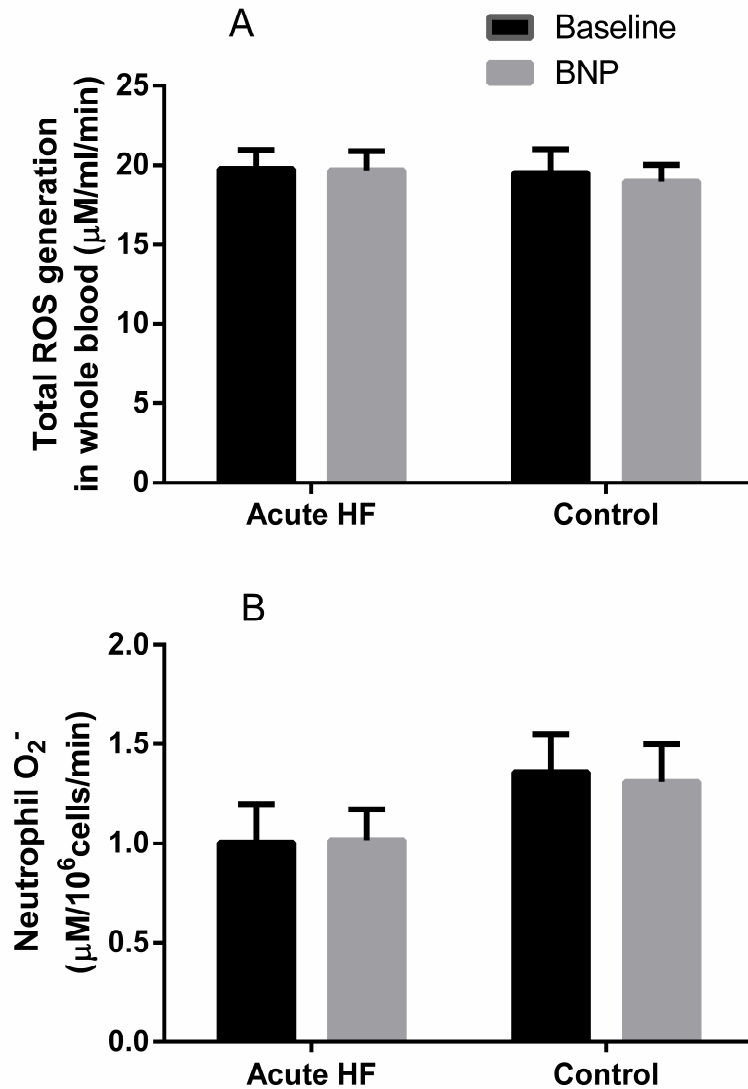 A
Baseline
BNP
Total ROS generation
in whole blood (μM/ml/min)
25
20
15
10
5
0
Acute HF
Control
B
Neutrophil O₂⁻
(μM/10⁶cells/min)
2.0
1.5
1.0
0.5
0.0
Acute HF
Control